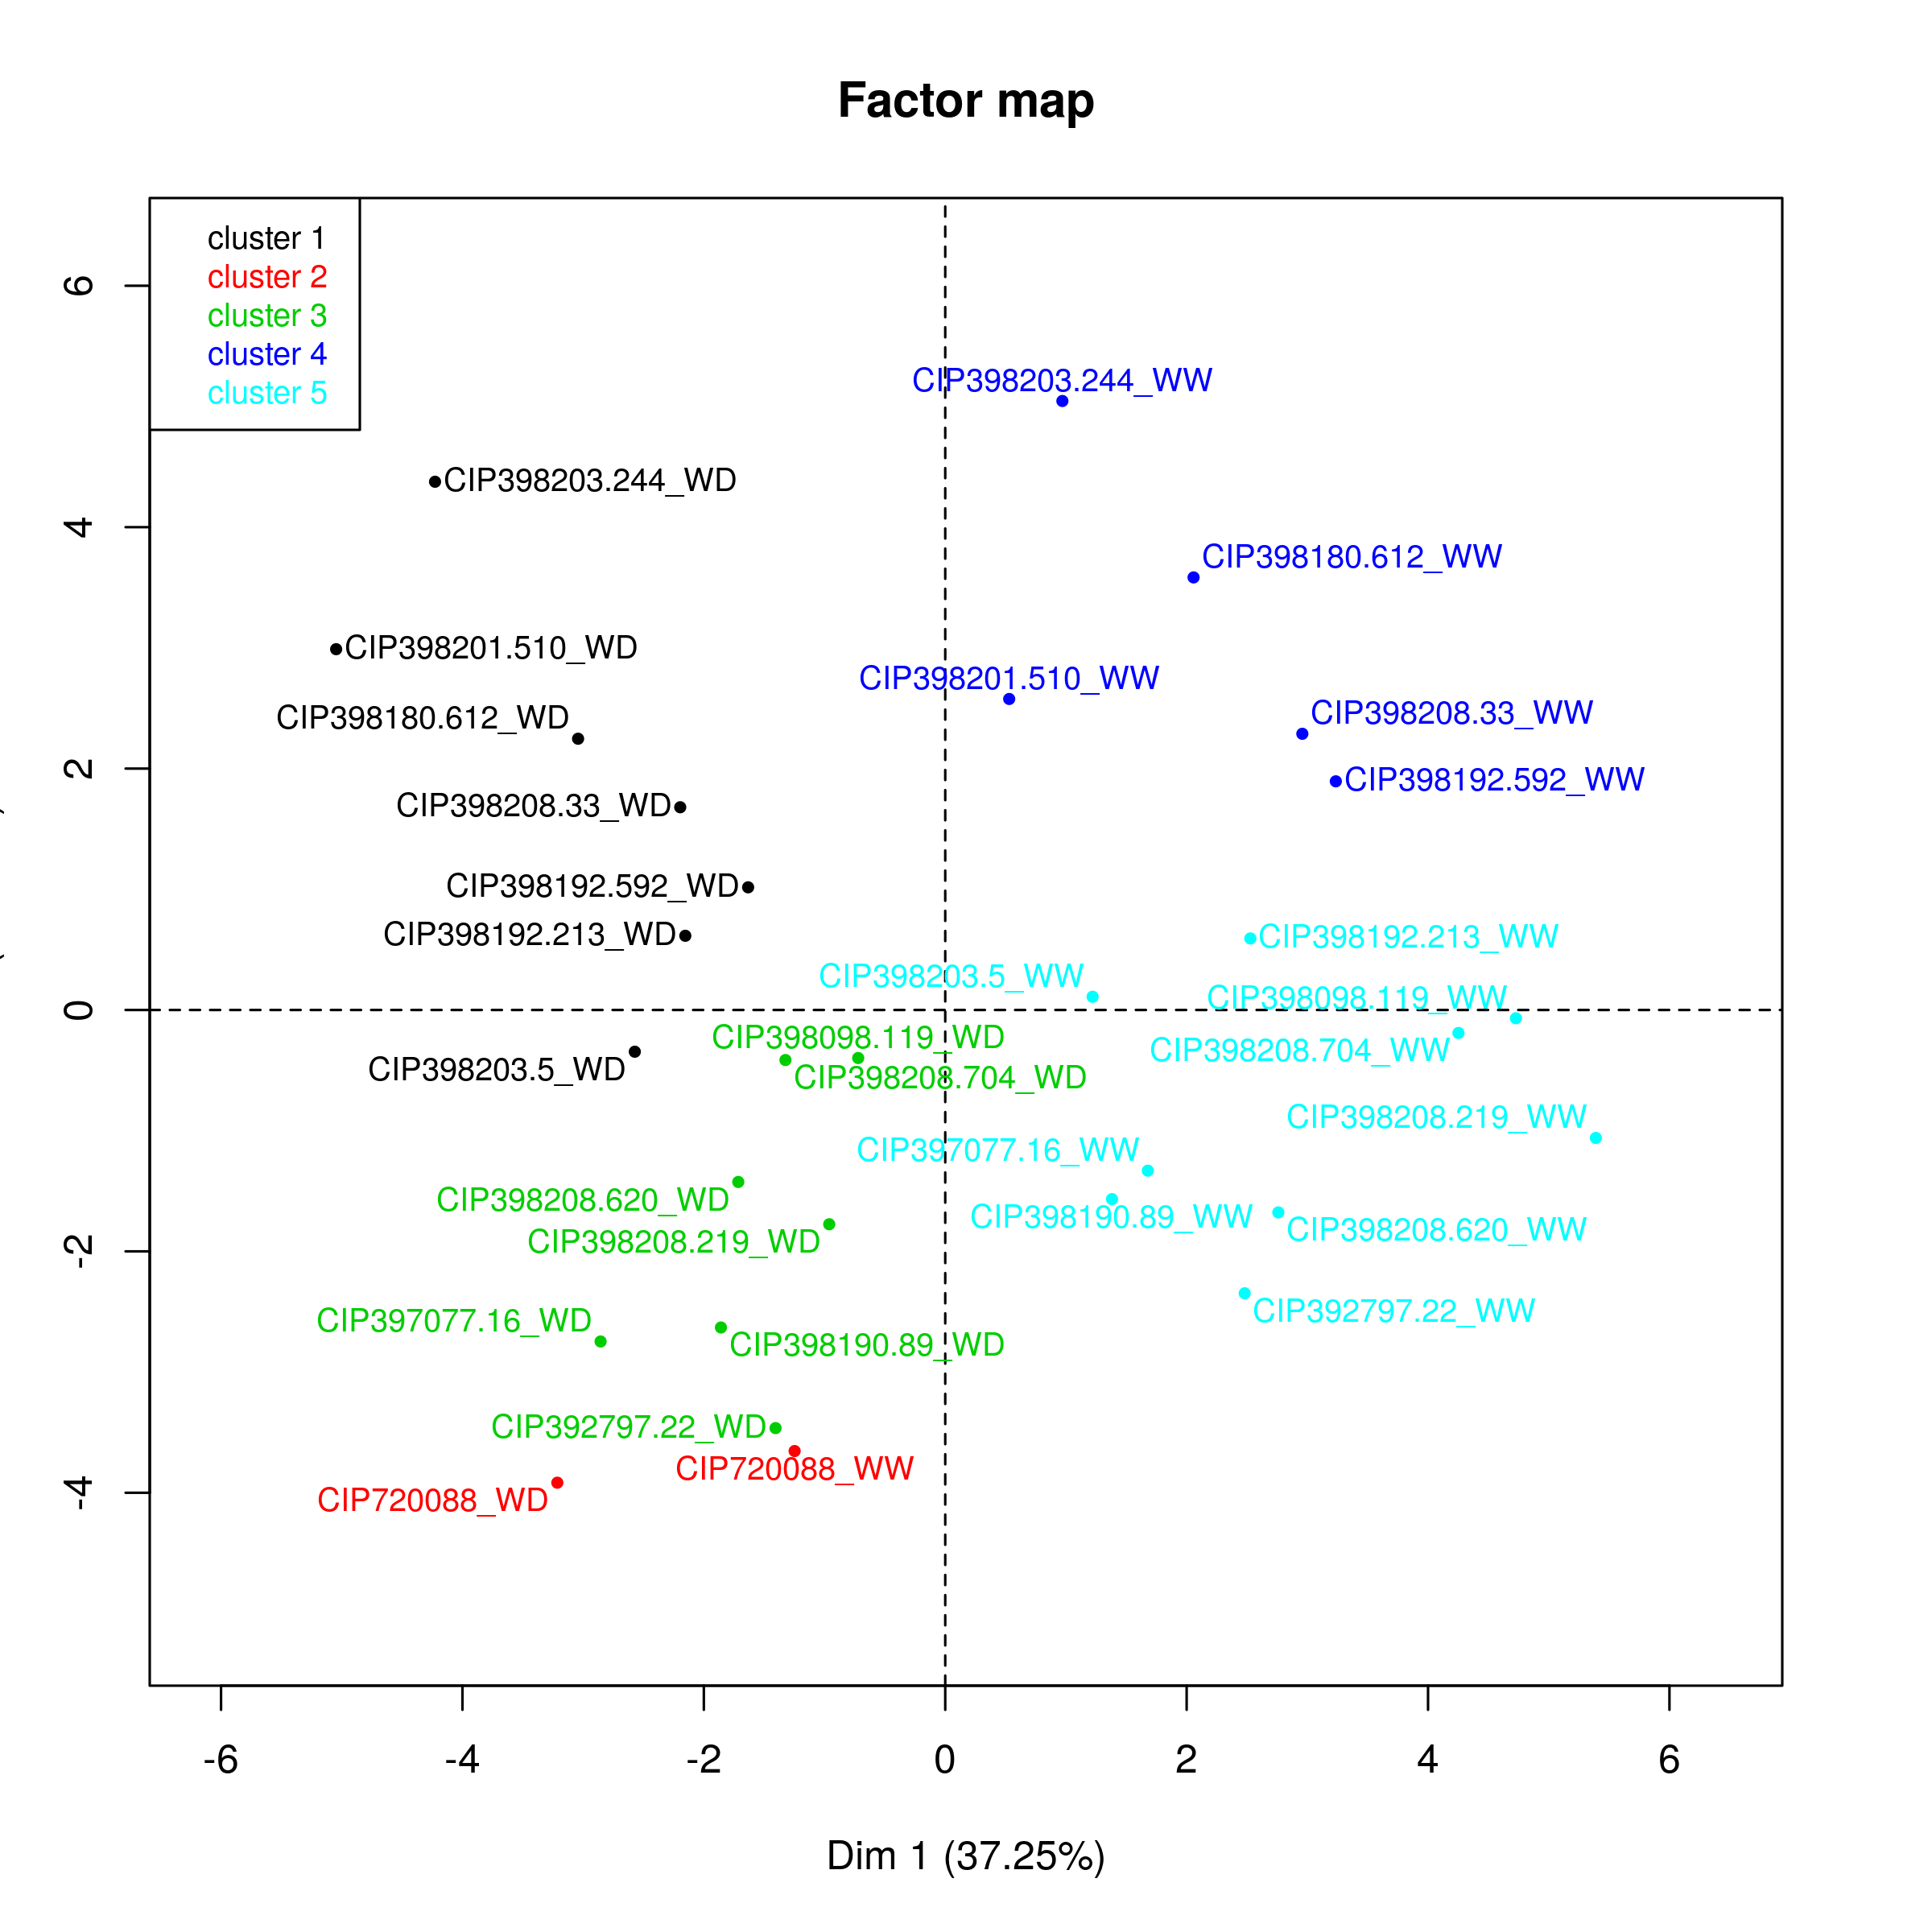 Factor map
cluster 1
cluster 2
cluster 3
cluster 4
cluster 5
6
4
2
0
-2
-4
CIP398203.244_WW
CIP398203.244_WD
CIP398180.612_WW
CIP398201.510_WD
CIP398201.510_WW
CIP398180.612_WD
CIP398208.33_WW
CIP398192.592_WW
CIP398208.33_WD
CIP398192.592_WD
CIP398192.213_WD
CIP398192.213_WW
CIP398203.5_WW
CIP398098.119_WW
CIP398098.119_WD
CIP398208.704_WW
CIP398203.5_WD
CIP398208.704_WD
CIP398208.219_WW
CIP397077.16_WW
CIP398208.620_WD
CIP398190.89_WW
CIP398208.620_WW
CIP398208.219_WD
CIP392797.22_WW
CIP397077.16_WD
CIP398190.89_WD
CIP392797.22_WD
CIP720088_WW
CIP720088_WD
-6 -4 -2 0 2 4 6
Dim 1 (37.25%)